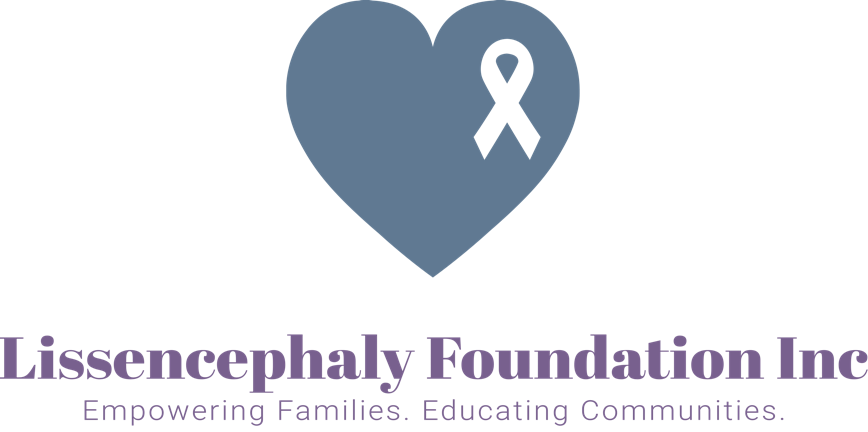 Lissencephaly Foundation Inc
Empowering Families. Educating Communities.